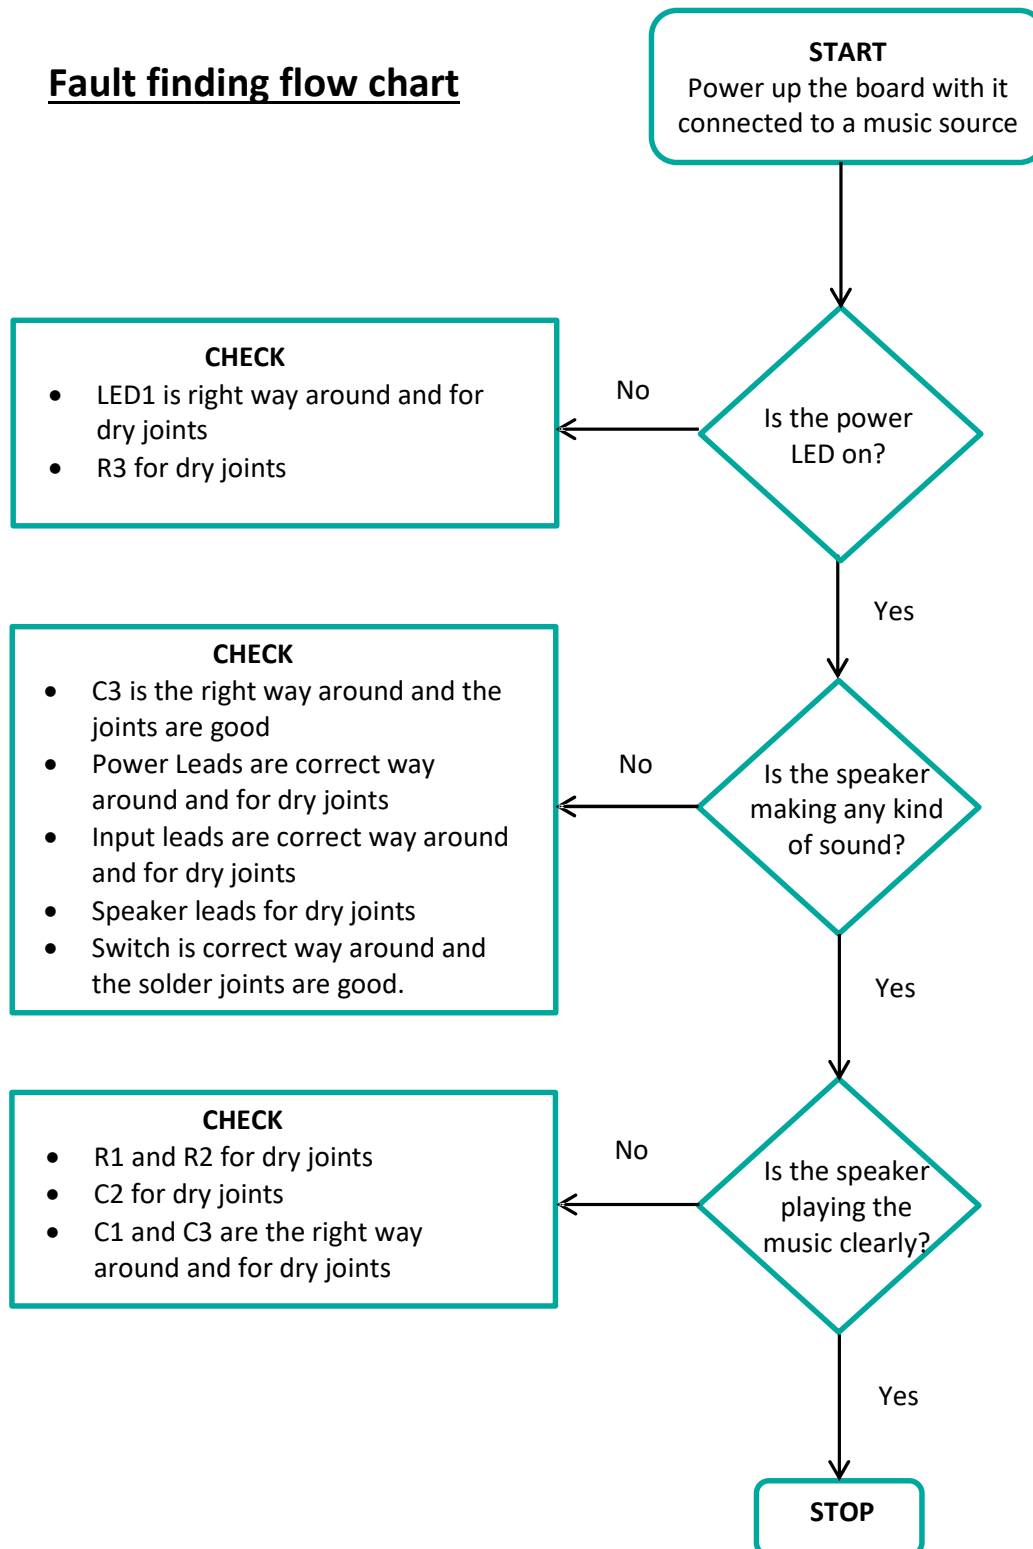 Fault finding flow chart
START
Power up the board with it
connected to a music source
Is the power
LED on?
No
CHECK
• LED1 is right way around and for
dry joints
• R3 for dry joints
Yes
Is the speaker
making any kind
of sound?
No
CHECK
• C3 is the right way around and the
joints are good
• Power Leads are correct way
around and for dry joints
• Input leads are correct way around
and for dry joints
• Speaker leads for dry joints
• Switch is correct way around and
the solder joints are good.
Yes
Is the speaker
playing the
music clearly?
No
CHECK
• R1 and R2 for dry joints
• C2 for dry joints
• C1 and C3 are the right way
around and for dry joints
Yes
STOP